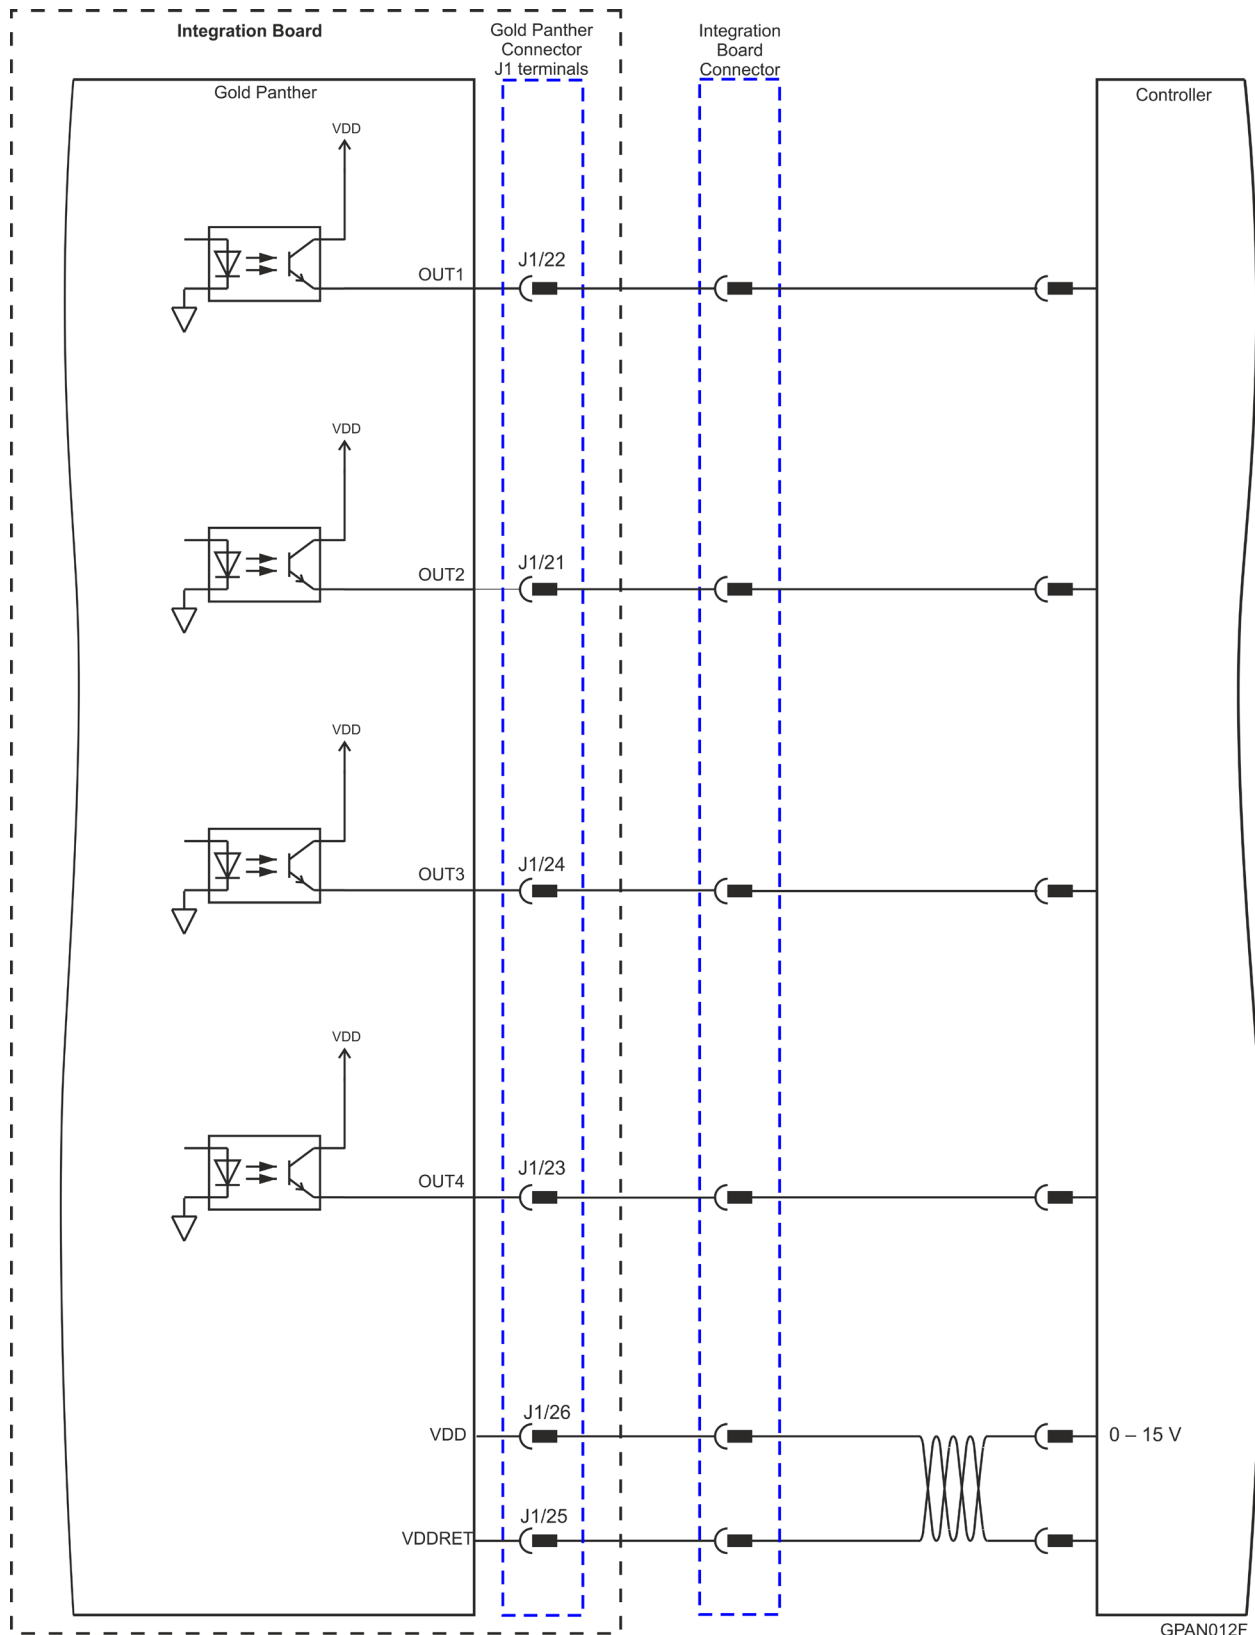 Integration Board
Gold Panther
Connector
J1 terminals
Integration
Board
Connector
Gold Panther
Controller
VDD
OUT1
J1/22
VDD
OUT2
J1/21
VDD
OUT3
J1/24
VDD
OUT4
J1/23
VDD
J1/26
0 – 15 V
VDDRET
J1/25
GPAN012F